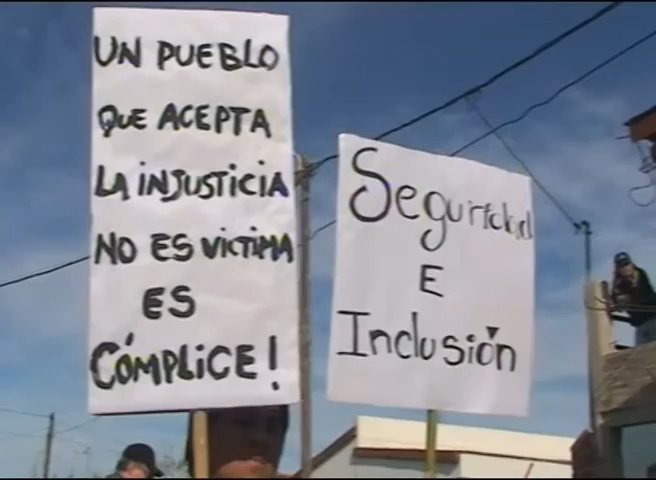 UN PUEBLO
QUE ACEPTA
LA iNJUSTiCiA
NO ES VICTIMA
ES
CÓMPLiCE!
Seguridad
E
Inclusión